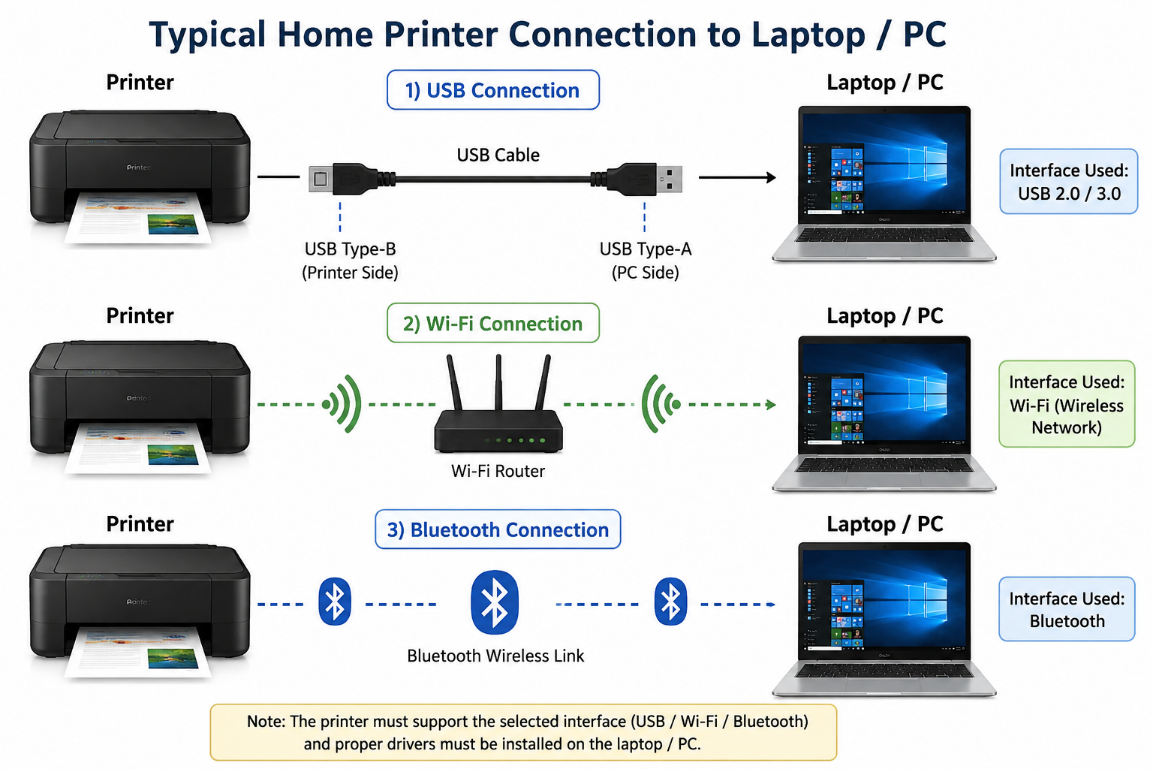 Typical Home Printer Connection to Laptop / PC
Printer
1) USB Connection
Laptop / PC
USB Cable
USB Type-B
(Printer Side)
USB Type-A
(PC Side)
Interface Used:
USB 2.0 / 3.0
Printer
2) Wi-Fi Connection
Laptop / PC
Wi-Fi Router
Interface Used:
Wi-Fi (Wireless
Network)
Printer
3) Bluetooth Connection
Laptop / PC
Bluetooth Wireless Link
Interface Used:
Bluetooth
Note: The printer must support the selected interface (USB / Wi-Fi / Bluetooth)
and proper drivers must be installed on the laptop / PC.